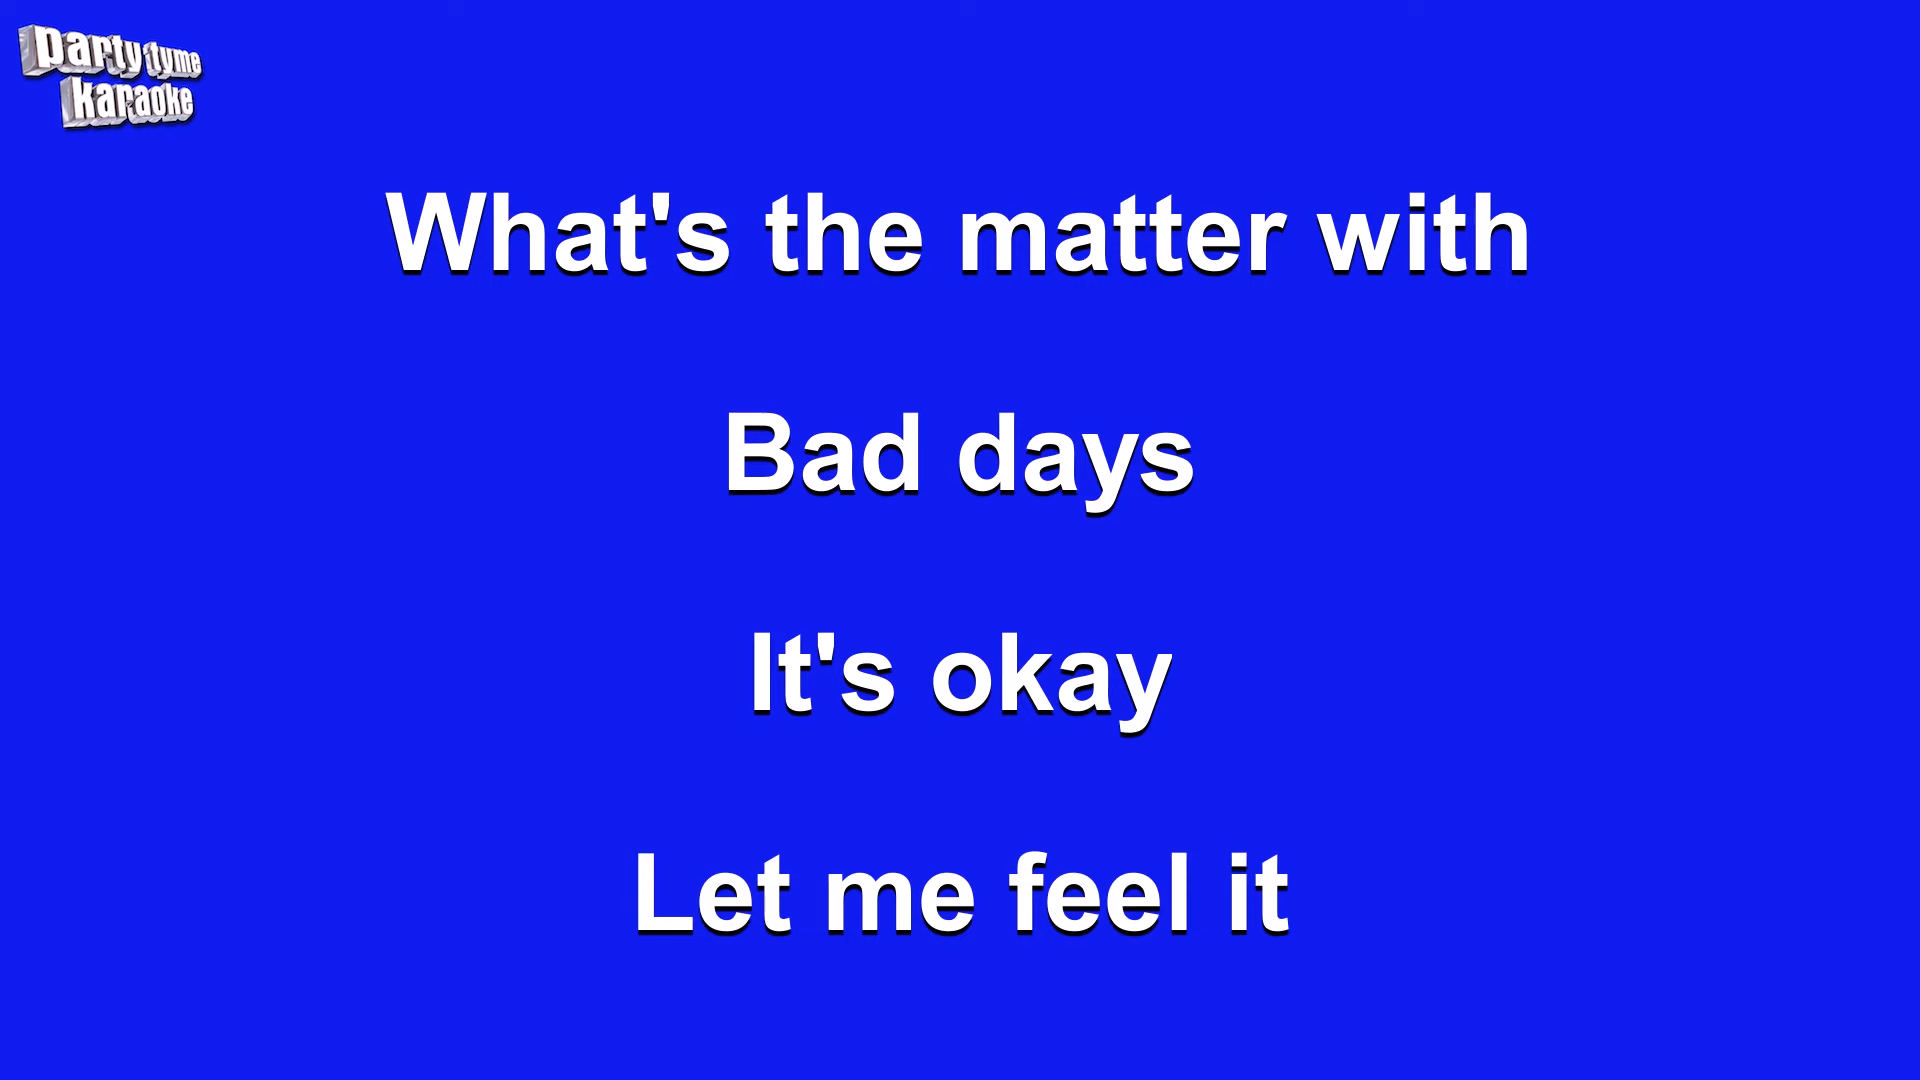 party tyme
karaoke
What's the matter with
Bad days
It's okay
Let me feel it